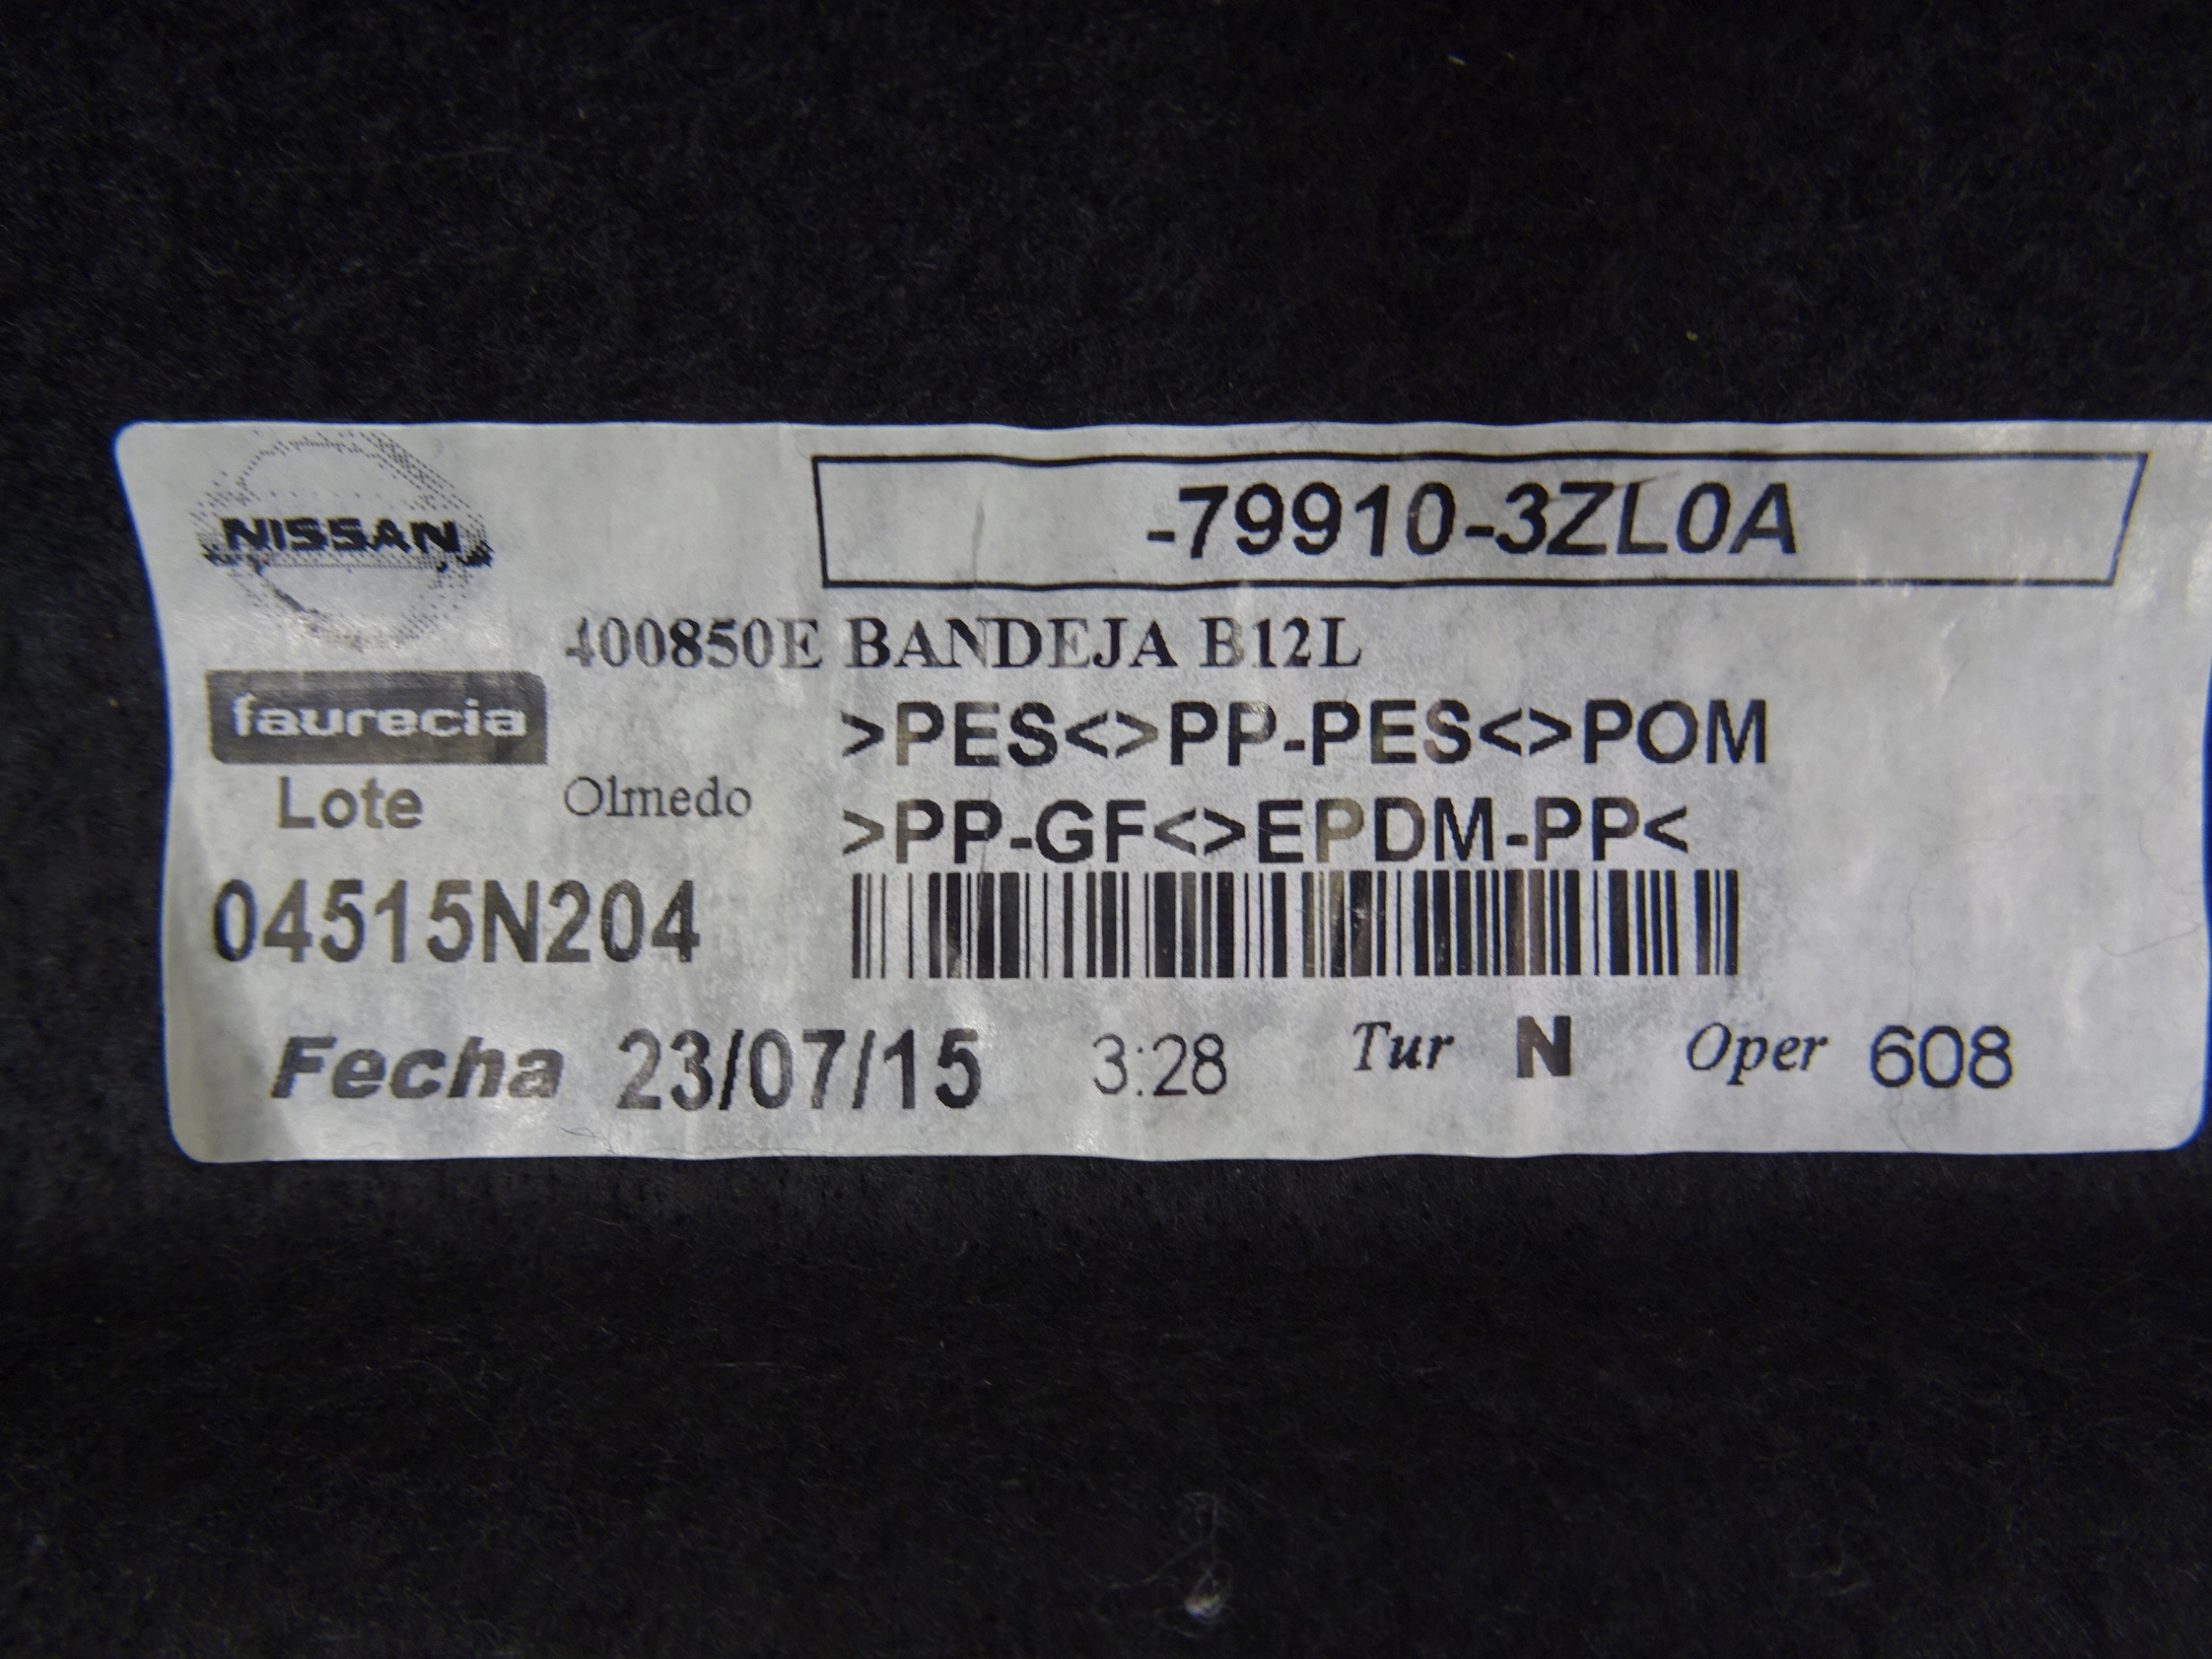 NISSAN
-79910-3ZL0A
400850E BANDEJA B12L
faurecia
>PES<>PP-PES<>POM
Lote Olmedo
>PP-GF<>EPDM-PP<
04515N204
Fecha 23/07/15 3:28 Tur N Oper 608